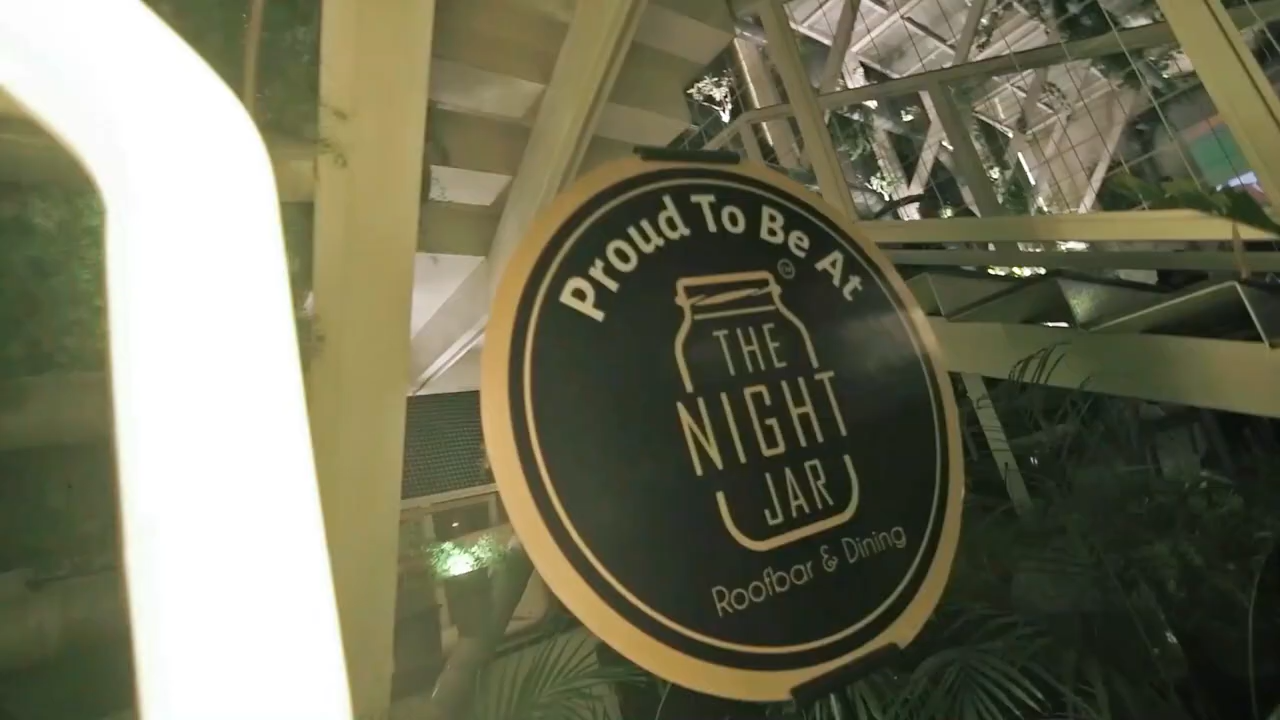 Proud To Be At
THE
NIGHT
JAR
Roofbar & Dining